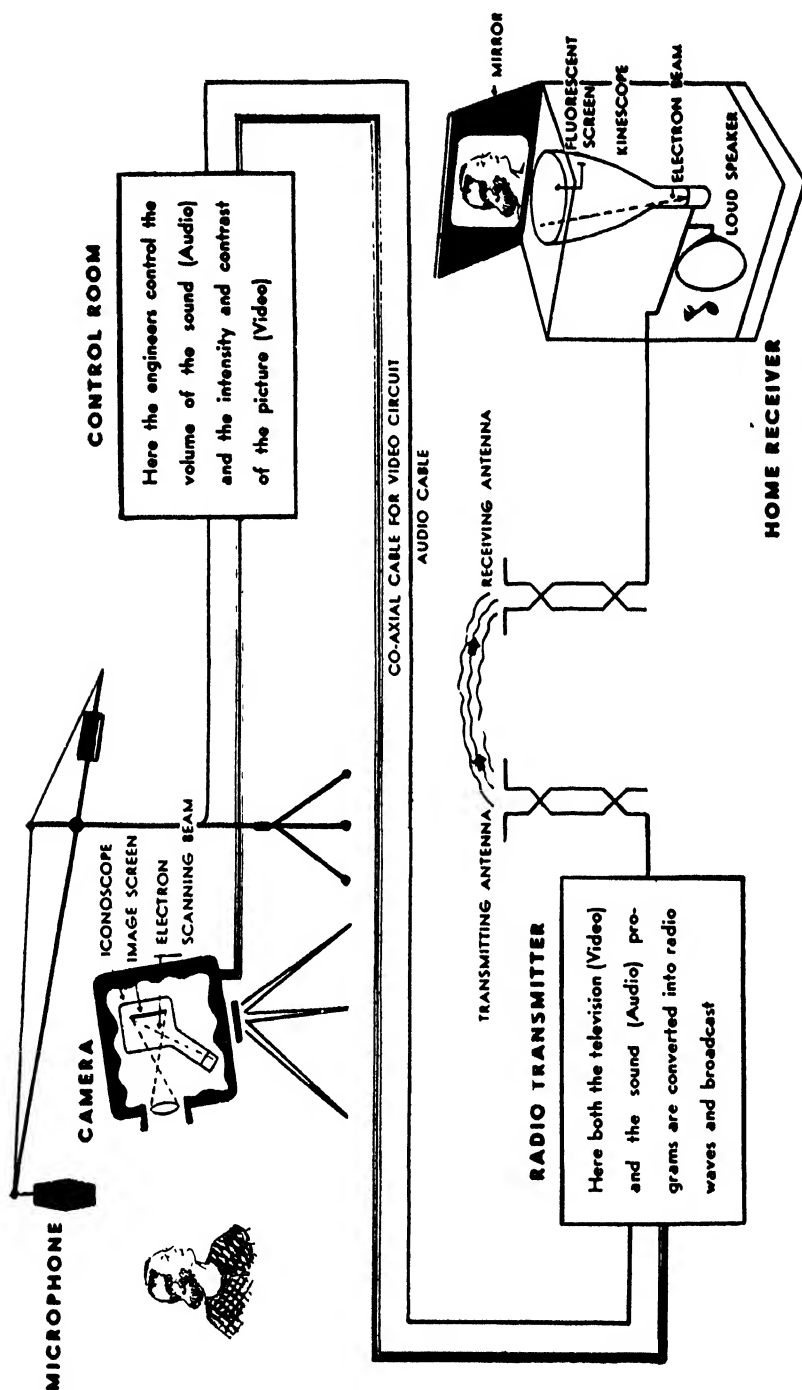 MICROPHONE
CAMERA
ICONOSCOPE
IMAGE SCREEN
ELECTRON
SCANNING BEAM
CONTROL ROOM
Here the engineers control the
volume of the sound (Audio)
and the intensity and contrast
of the picture (Video)
CO-AXIAL CABLE FOR VIDEO CIRCUIT
AUDIO CABLE
RADIO TRANSMITTER
Here both the television (Video)
and the sound (Audio) pro-
grams are converted into radio
waves and broadcast
TRANSMITTING ANTENNA
RECEIVING ANTENNA
MIRROR
FLUORESCENT
SCREEN
KINESCOPE
ELECTRON BEAM
LOUD SPEAKER
HOME RECEIVER